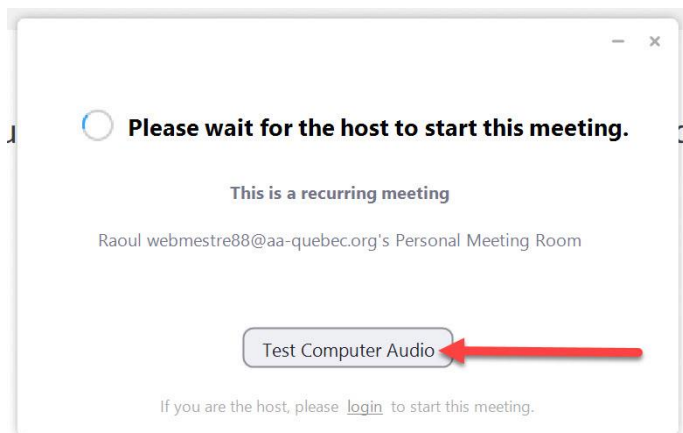 Please wait for the host to start this meeting.
This is a recurring meeting
Raoul webmestre88@aa-quebec.org's Personal Meeting Room
Test Computer Audio
If you are the host, please login to start this meeting.